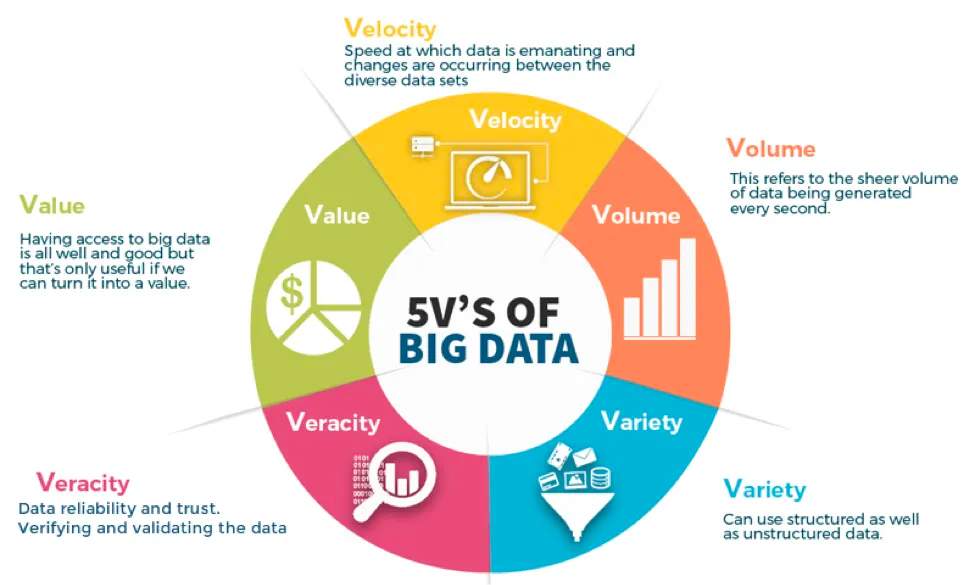 Velocity
Speed at which data is emanating and
changes are occurring between the
diverse data sets
Velocity
Volume
This refers to the sheer volume
of data being generated
every second.
Value
Having access to big data
is all well and good but
that's only useful if we
can turn it into a value.
Value
$
Volume
5V'S OF
BIG DATA
Veracity
Variety
Veracity
Data reliability and trust.
Verifying and validating the data
Variety
Can use structured as well
as unstructured data.